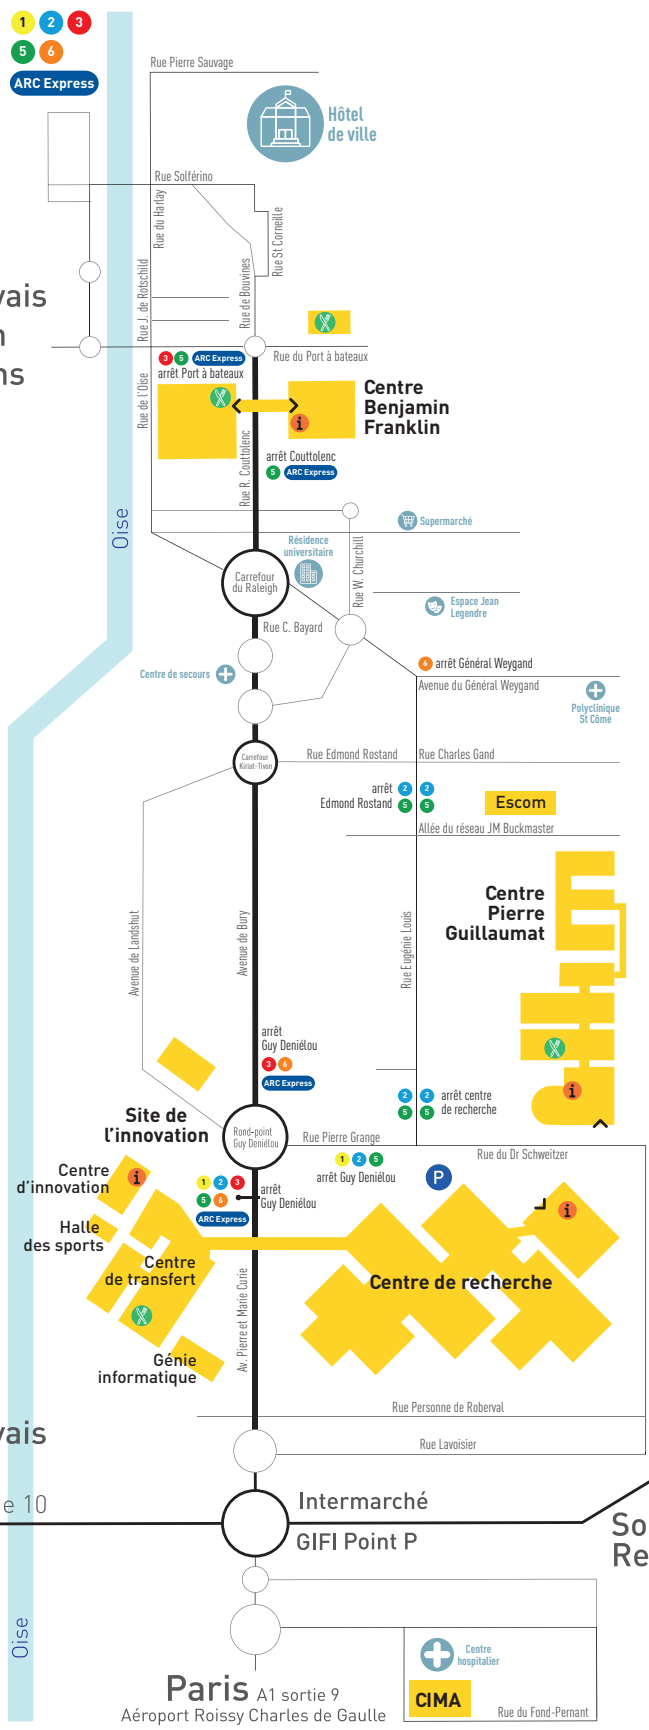 1 2 3
5 6
ARC Express
Rue Pierre Sauvage
Hôtel
de ville
Rue Solférino
Rue du Harlay
Rue St Corneille
Rue J. de Rotschild
Rue de Bouvines
3 5 ARC Express
arrêt Port à bateaux
Rue du Port à bateaux
Rue de l'Oise
Centre
Benjamin
Franklin
i
Rue R. Couttolenc
arrêt Couttolenc
5 ARC Express
Oise
Supermarché
Résidence
universitaire
Rue W. Churchill
Carrefour
du Raleigh
Espace Jean
Legendre
Rue C. Bayard
6 arrêt Général Weygand
Centre de secours
Avenue du Général Weygand
Polyclinique
St Côme
Carrefour
Kiriat-Tivon
Rue Edmond Rostand
Rue Charles Gand
arrêt
Edmond Rostand
2 2
5 5
Escom
Allée du réseau JM Buckmaster
Centre
Pierre
Guillaumat
Avenue de Landshut
Avenue de Bury
Rue Eugénie Louis
arrêt
Guy Deniélou
3 6
ARC Express
i
2 2
5 5
arrêt centre
de recherche
Site de
l'innovation
Rond-point
Guy Deniélou
Rue Pierre Grange
Rue du Dr Schweitzer
1 2 5
arrêt Guy Deniélou
P
Centre
d'innovation
i
1 2 3
5 6
ARC Express
arrêt
Guy Deniélou
i
Halle
des sports
Centre
de transfert
Centre de recherche
Av. Pierre et Marie Curie
Génie
informatique
Rue Personne de Roberval
Rue Lavoisier
vais
n
ns
vais
e 10
Intermarché
GIFI Point P
So
Re
Oise
Centre
hospitalier
CIMA
Rue du Fond-Pernant
Paris A1 sortie 9
Aéroport Roissy Charles de Gaulle